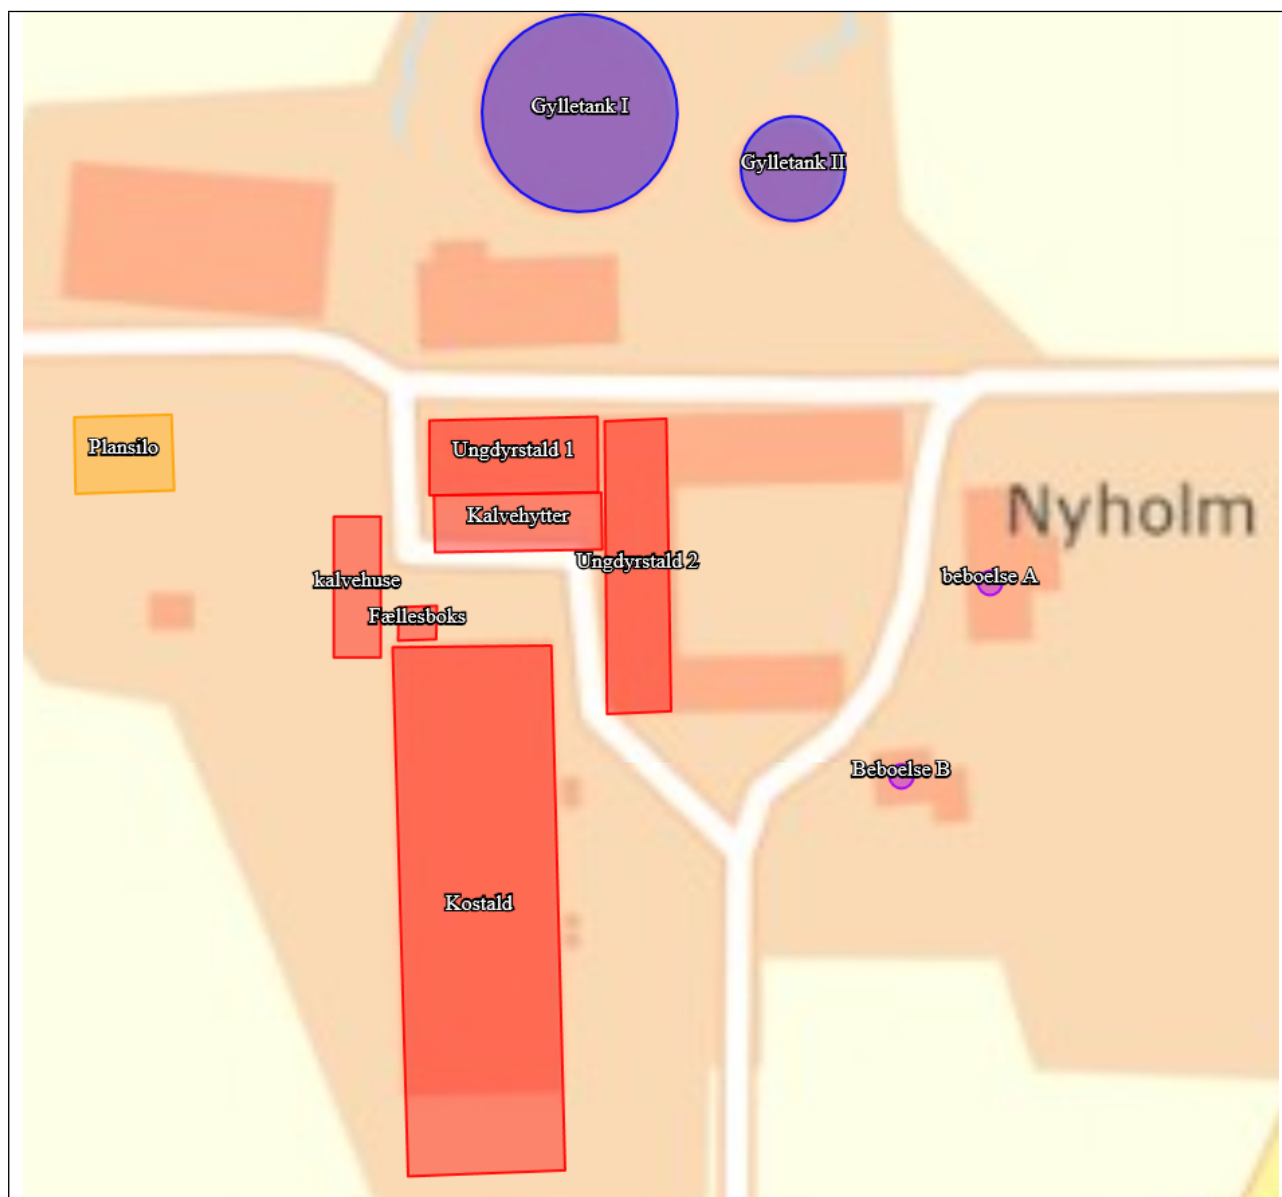 Gylletank I
Gylletank II
Plansilo
Ungdyrstald 1
Kalvehytter
Nyholm
Ungdyrstald 2
kalvehuse
beboelse A
Fællesboks
Beboelse B
Kostald